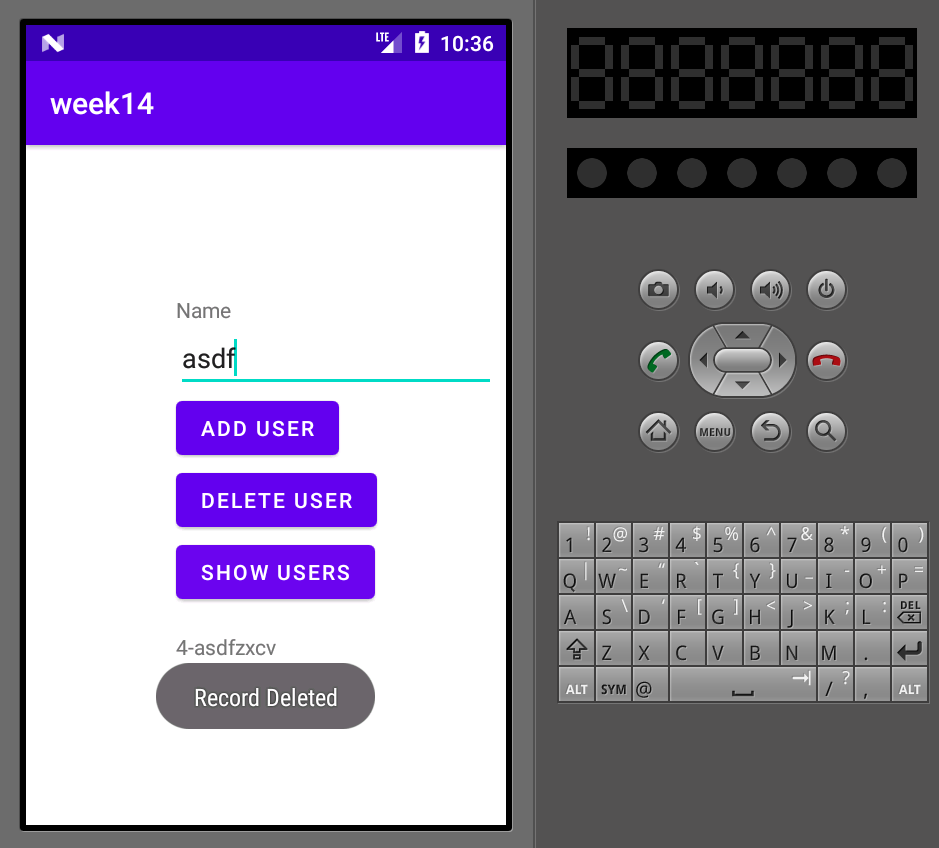 LTE 10:36
week14
Name
asdf
ADD USER
DELETE USER
SHOW USERS
4-asdfzxcv
Record Deleted
MENU
1 ! 2 @ 3 # 4 $ 5 % 6 ^ 7 & 8 * 9 ( 0 )
Q | W ~ E “ R ` T { Y } U _ I - O + P =
A S \ D ‘ F [ G ] H < J > K ; L : DEL
Z X C V B N M .
ALT SYM @ / ? , ALT